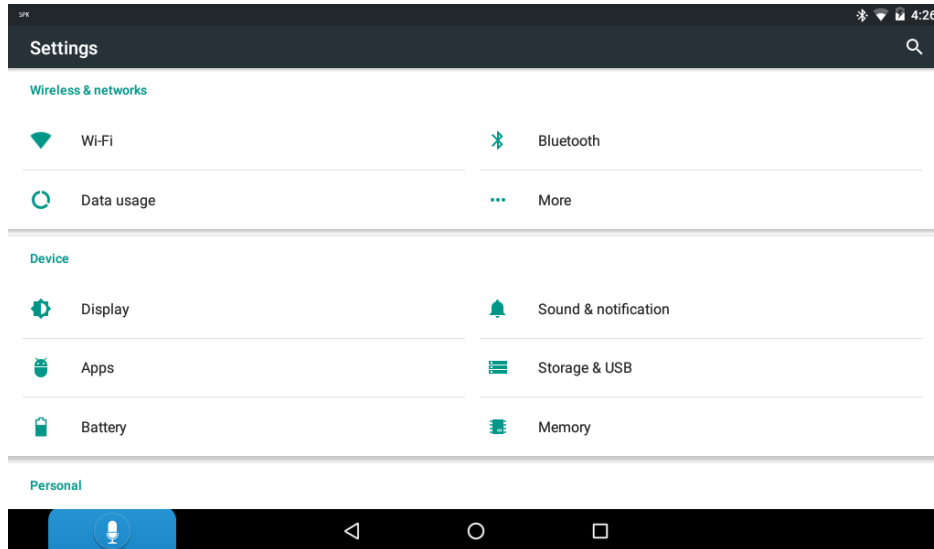 SPK 4:26
Settings
Wireless & networks
Wi-Fi Bluetooth
Data usage More
Device
Display Sound & notification
Apps Storage & USB
Battery Memory
Personal